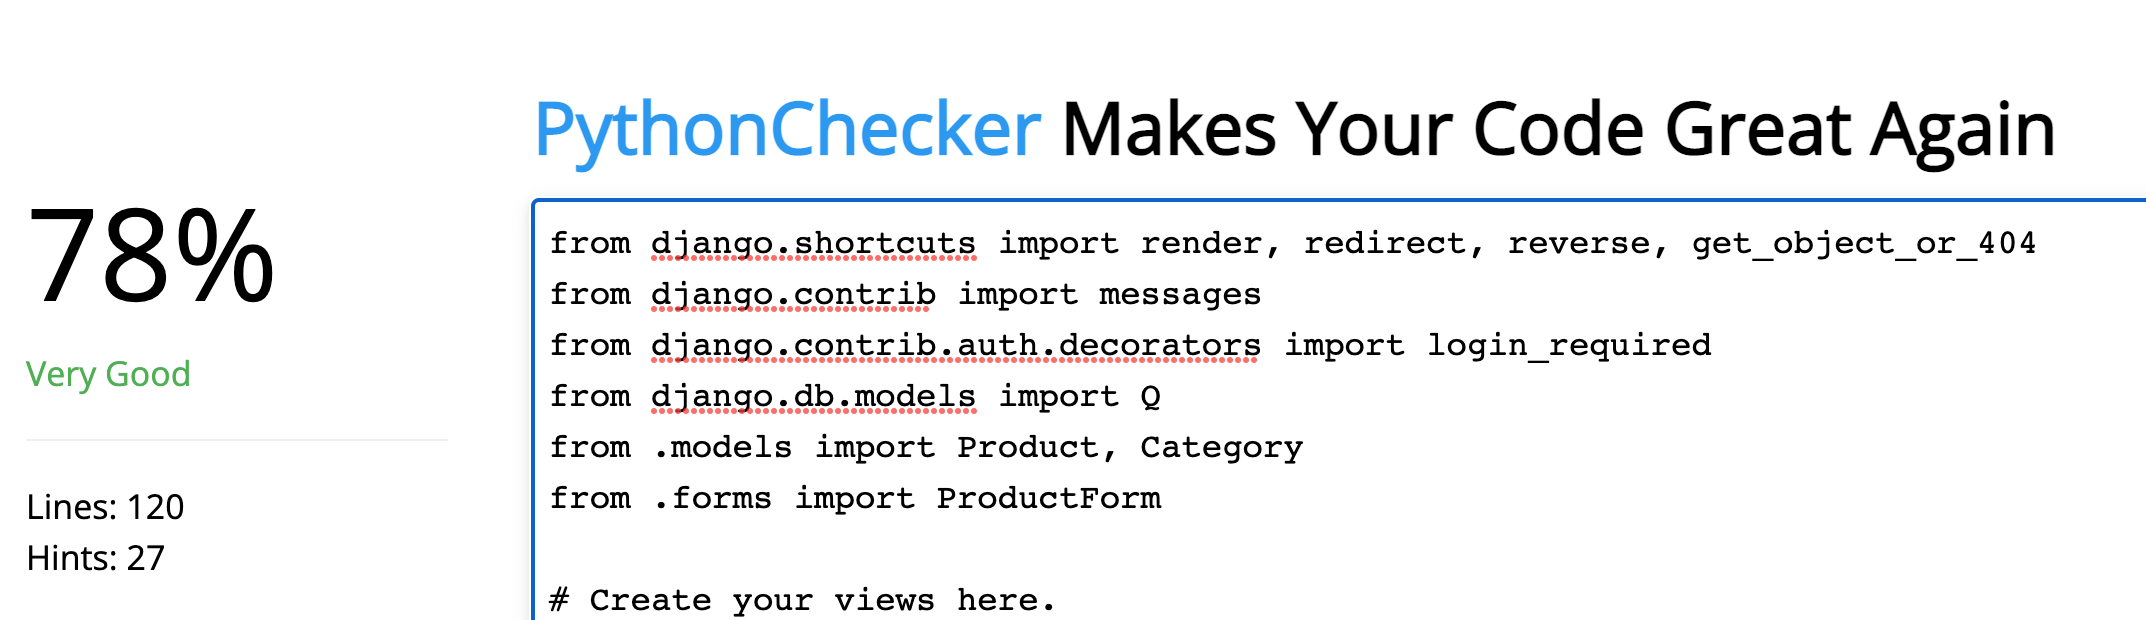 PythonChecker Makes Your Code Great Again
78%
Very Good
Lines: 120
Hints: 27
from django.shortcuts import render, redirect, reverse, get_object_or_404
from django.contrib import messages
from django.contrib.auth.decorators import login_required
from django.db.models import Q
from .models import Product, Category
from .forms import ProductForm
# Create your views here.